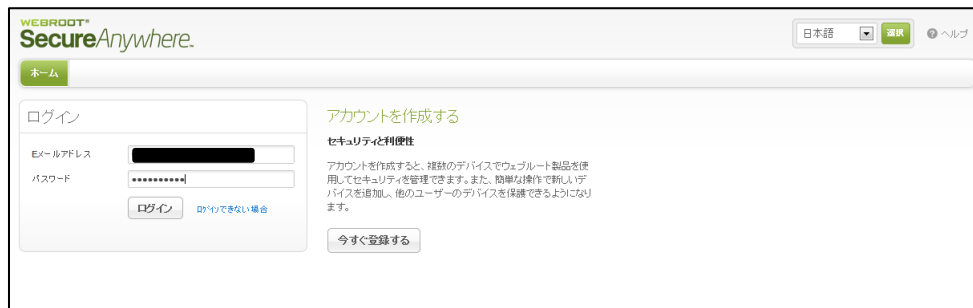 WEBROOT®
SecureAnywhere™
日本語
選択
ヘルプ
ホーム
ログイン
Eメールアドレス
パスワード
••••••••••
ログイン
ログインできない場合
アカウントを作成する
セキュリティと利便性
アカウントを作成すると、複数のデバイスでウェブルート製品を使
用してセキュリティを管理できます。また、簡単な操作で新しいデ
バイスを追加し、他のユーザーのデバイスを保護できるようになり
ます。
今すぐ登録する